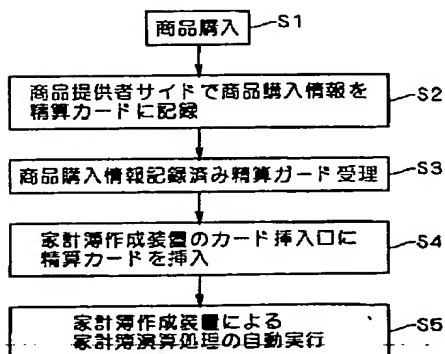 商品購入
S1
商品提供者サイドで商品購入情報を
精算カードに記録
S2
商品購入情報記録済み精算カード受理
S3
家計簿作成装置のカード挿入口に
精算カードを挿入
S4
家計簿作成装置による
家計簿演算処理の自動実行
S5